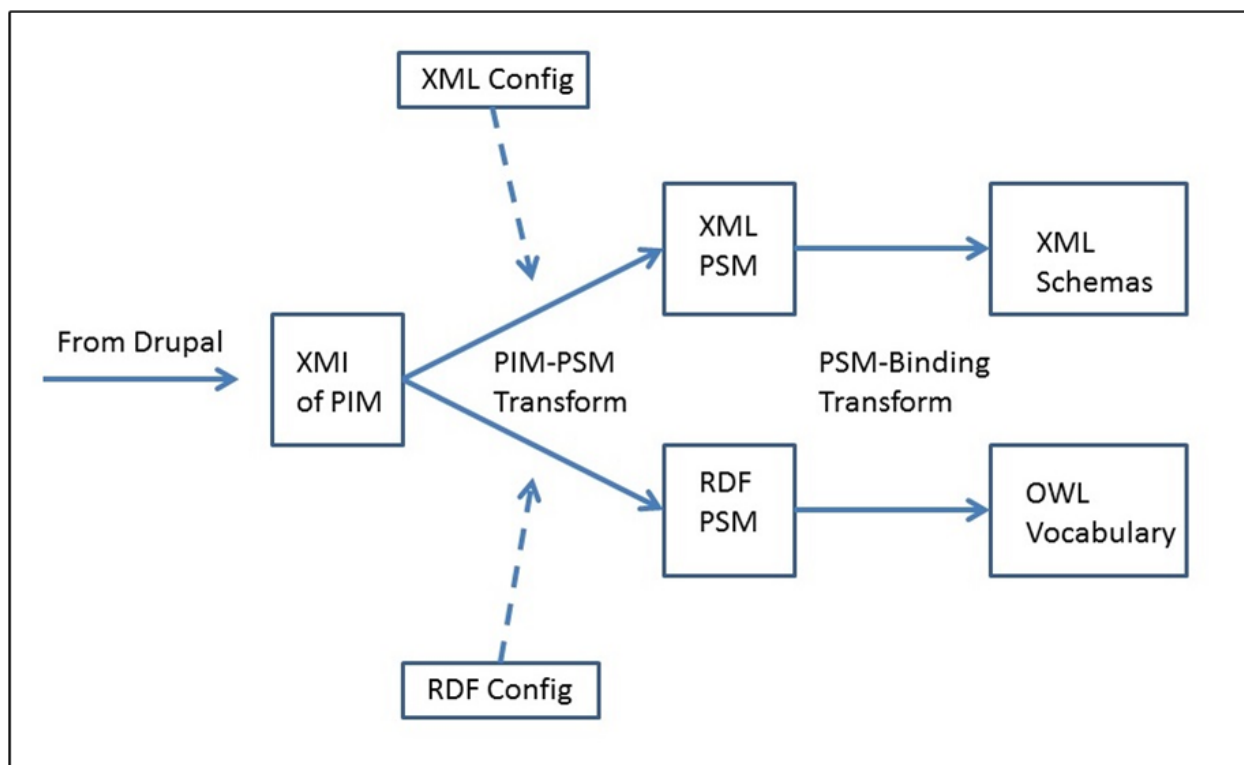 XML Config
XML
PSM
XML
Schemas
From Drupal
XMI
of PIM
PIM-PSM
Transform
PSM-Binding
Transform
RDF
PSM
OWL
Vocabulary
RDF Config